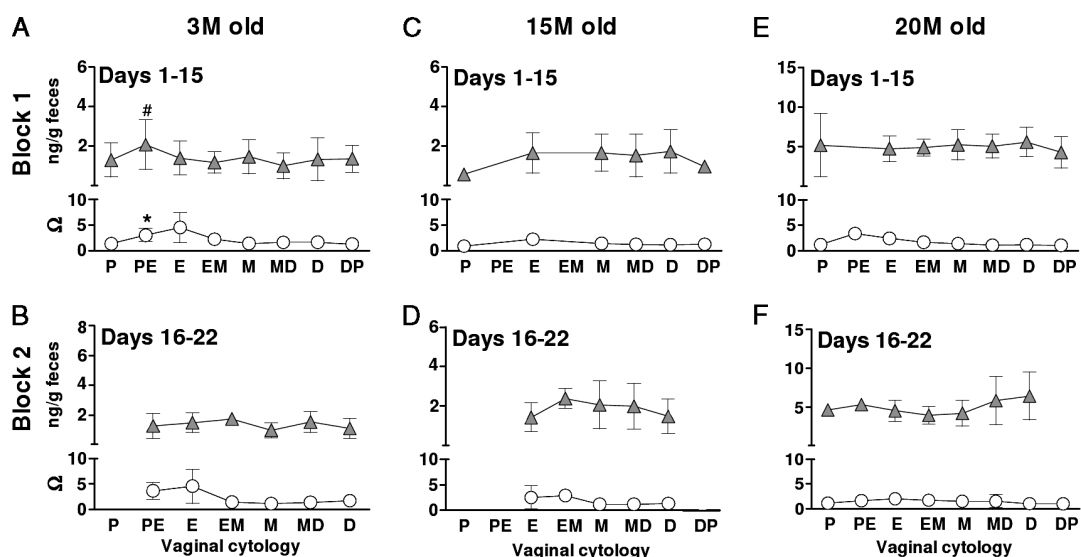 A 3M old C 15M old E 20M old
Block 1
ng/g feces
Ω
6
4
2
Days 1-15
#
10
5
0
*
P PE E EM M MD D DP
6
4
2
Days 1-15
10
5
0
P PE E EM M MD D DP
15
10
5
Days 1-15
10
5
0
P PE E EM M MD D DP
B D F
Block 2
ng/g feces
Ω
8
6
4
2
Days 16-22
10
5
0
P PE E EM M MD D
Vaginal cytology
6
4
2
Days 16-22
10
5
0
P PE E EM M MD D DP
Vaginal cytology
15
10
5
Days 16-22
10
5
0
P PE E EM M MD D DP
Vaginal cytology